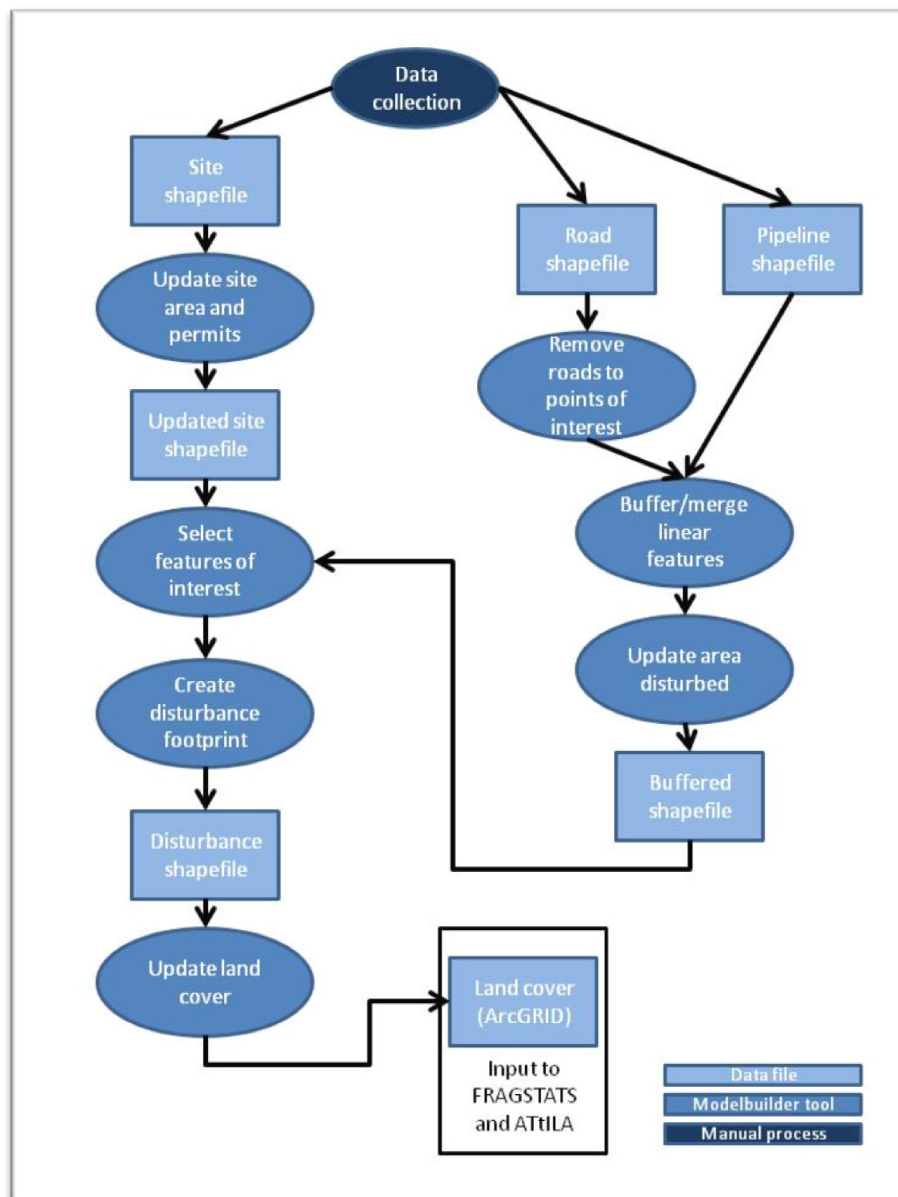 Data
collection
Site
shapefile
Road
shapefile
Pipeline
shapefile
Update site
area and
permits
Remove
roads to
points of
interest
Updated site
shapefile
Buffer/merge
linear
features
Select
features of
interest
Update area
disturbed
Create
disturbance
footprint
Buffered
shapefile
Disturbance
shapefile
Update land
cover
Land cover
(ArcGRID)
Input to
FRAGSTATS
and ATtILA
Data file
Modelbuilder tool
Manual process